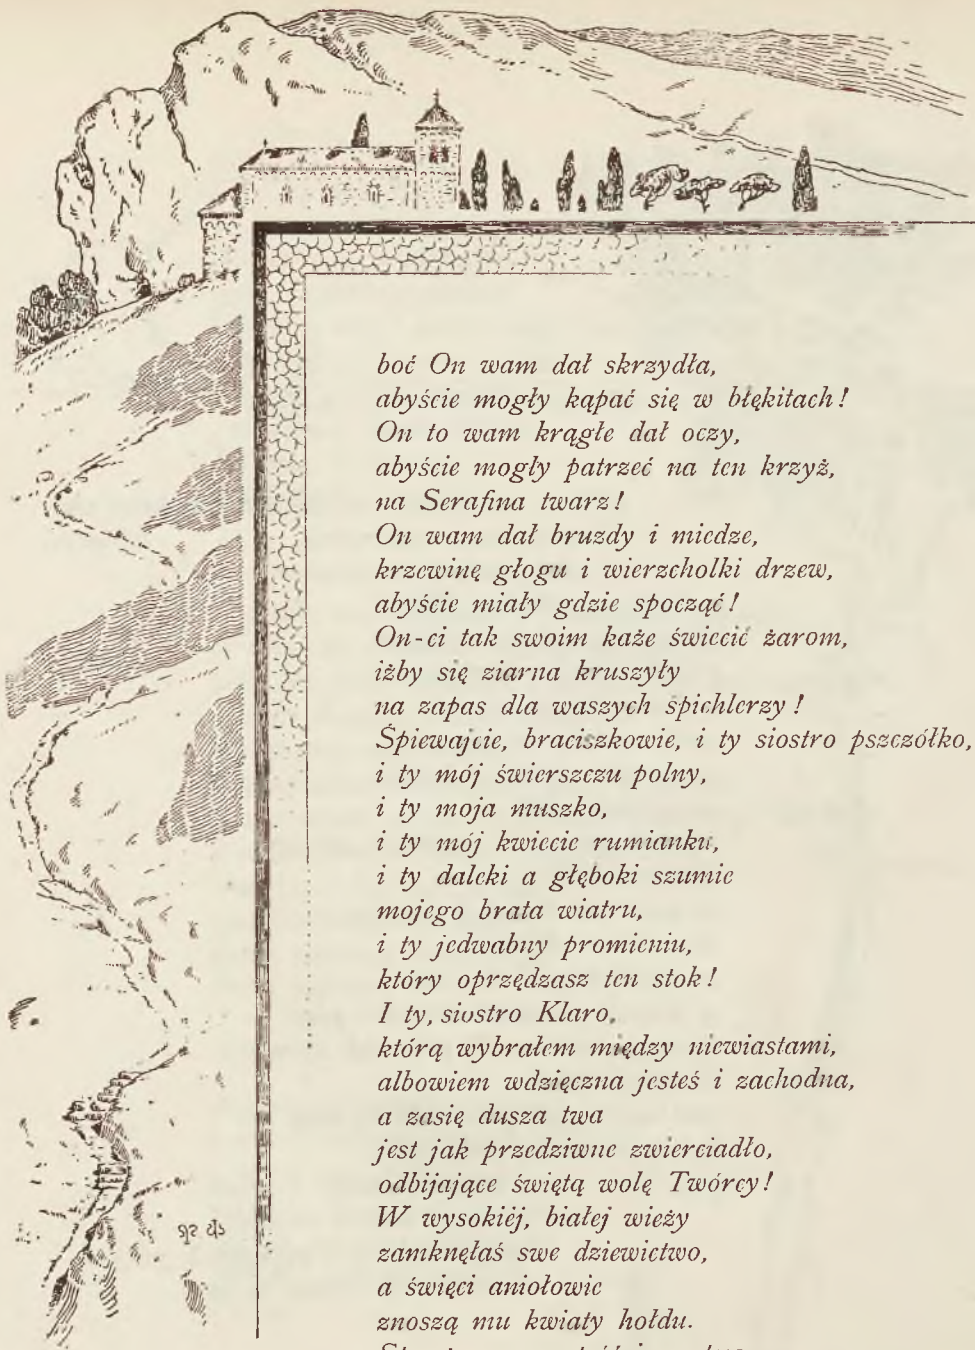 boć On wam dał skrzydła,
abyście mogły kąpać się w błękitach!
On to wam krągłe dał oczy,
abyście mogły patrzeć na ten krzyż,
na Serafina twarz!
On wam dał bruzdy i miedze,
krzewinę głogu i wierzchołki drzew,
abyście miały gdzie spocząć!
On-ci tak swoim każe świecić żarom,
iżby się ziarna kruszyły
na zapas dla waszych śpichlerzy!
Śpiewajcie, braciszkowie, i ty siostro pszczółko,
i ty mój świerszczu polny,
i ty moja muszko,
i ty mój kwiecie rumianku,
i ty daleki a głęboki szumie
mojego brata wiatru,
i ty jedwabny promieniu,
który oprzędzasz ten stok!
I ty, siostro Klaro,
którą wybrałem między niewiastami,
albowiem wdzięczna jesteś i zachodna,
a zasię dusza twa
jest jak przedziwne zwierciadło,
odbijające świętą wolę Twórcy!
W wysokiéj, białej wieży
zamknęłaś swe dziewictwo,
a święci aniołowie
znoszą mu kwiaty hołdu.